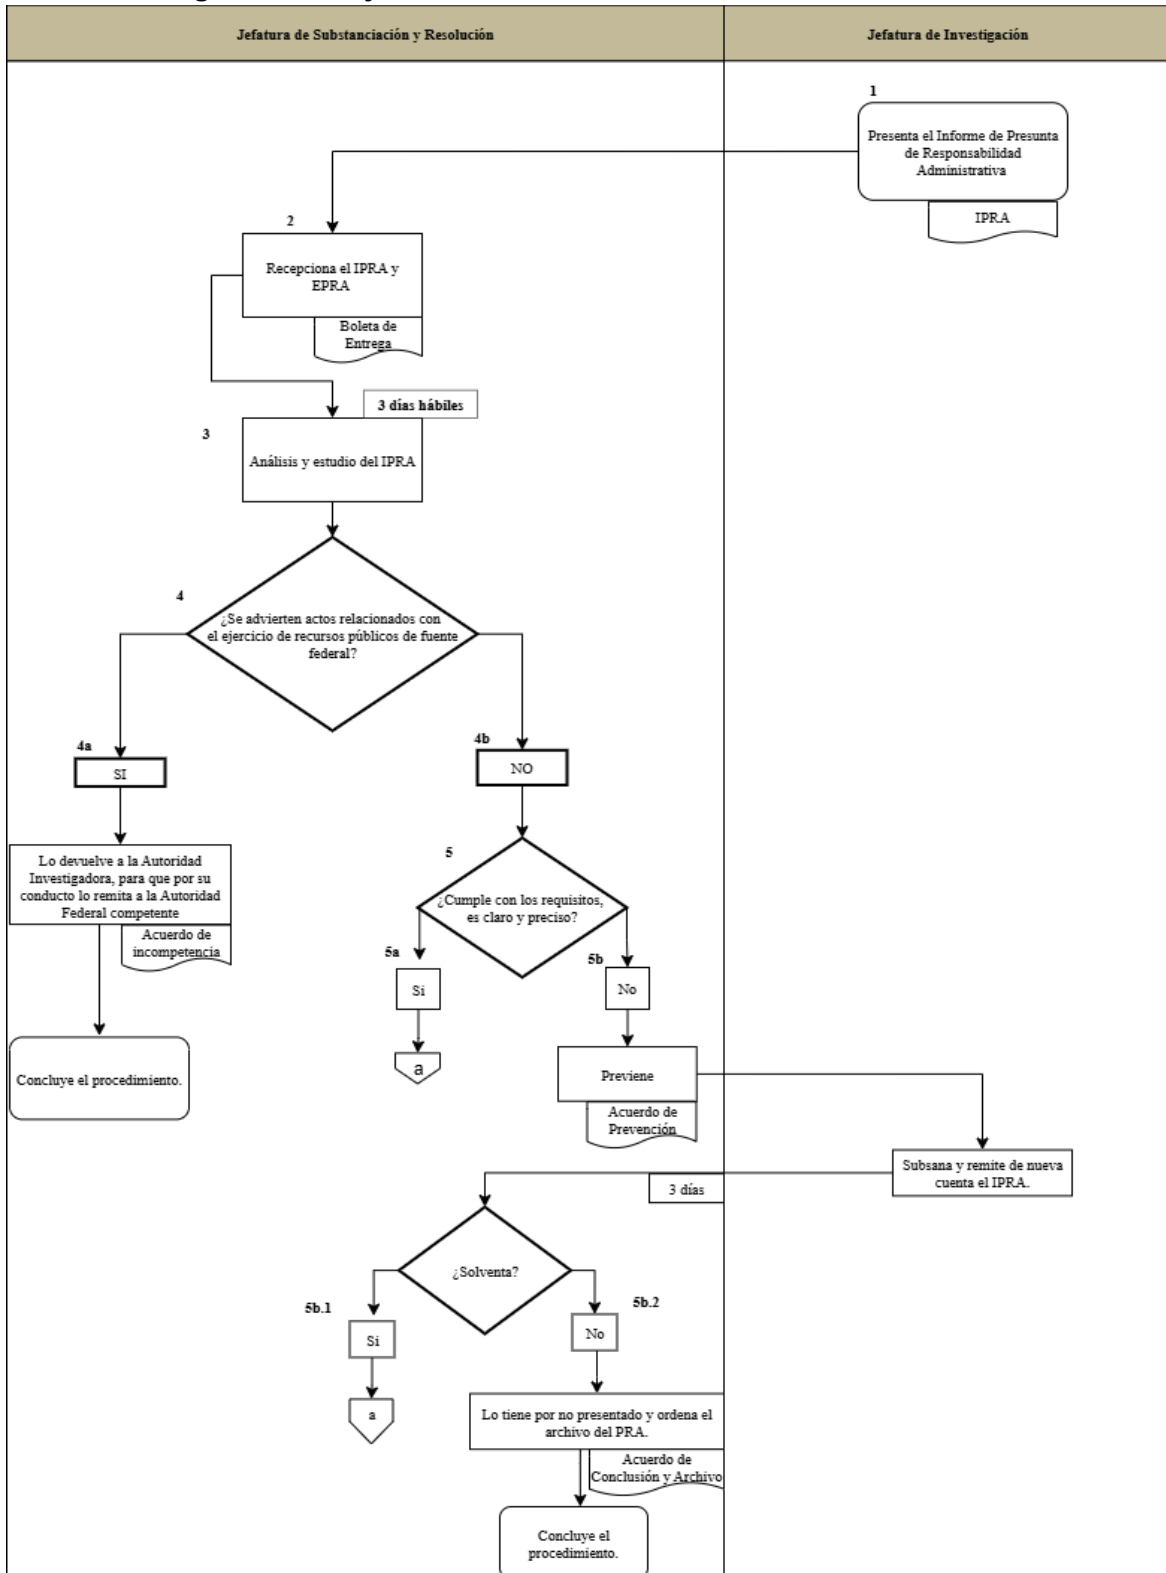 Jefatura de Substanciación y Resolución
Jefatura de Investigación
1
Presenta el Informe de Presunta
de Responsabilidad
Administrativa
IPRA
2
Recepciona el IPRA y
EPRA
Boleta de
Entrega
3 días hábiles
3
Análisis y estudio del IPRA
4
¿Se advierten actos relacionados con
el ejercicio de recursos públicos de fuente
federal?
4a
SI
4b
NO
Lo devuelve a la Autoridad
Investigadora, para que por su
conducto lo remita a la Autoridad
Federal competente
Acuerdo de
incompetencia
Concluye el procedimiento.
5
¿Cumple con los requisitos,
es claro y preciso?
5a
Si
a
5b
No
Previene
Acuerdo de
Prevención
Subsana y remite de nueva
cuenta el IPRA.
3 días
¿Solventa?
5b.1
Si
a
5b.2
No
Lo tiene por no presentado y ordena el
archivo del PRA.
Acuerdo de
Conclusión y Archivo
Concluye el
procedimiento.